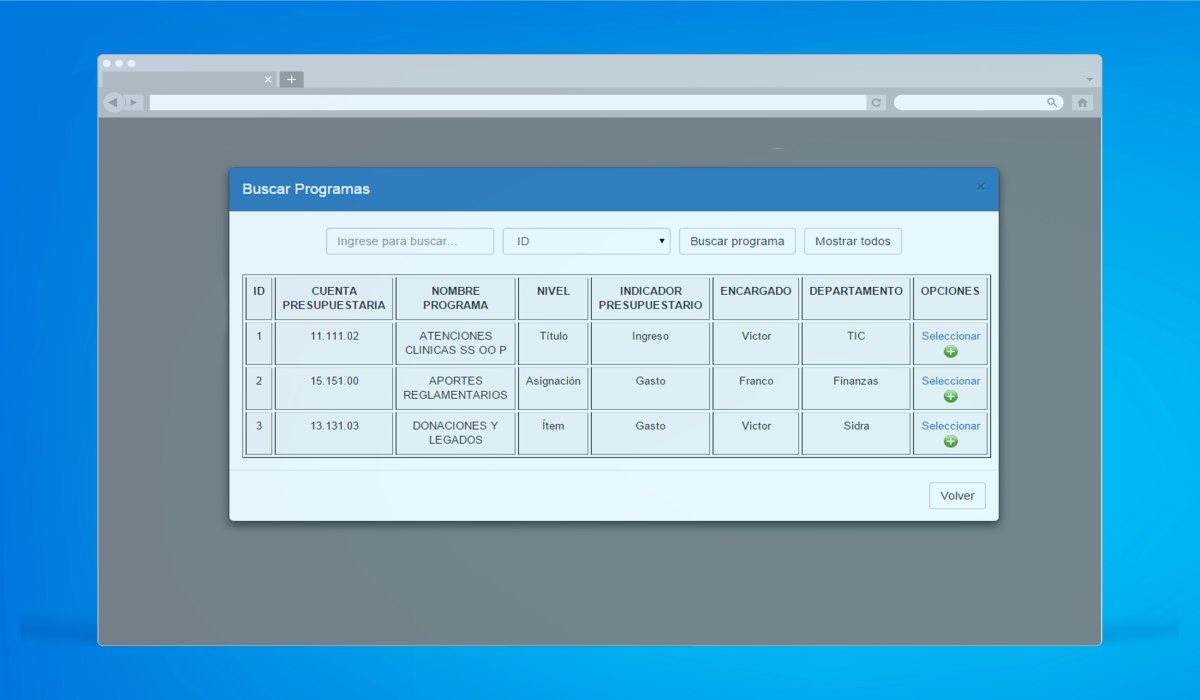 Buscar Programas
Ingrese para buscar... ID Buscar programa Mostrar todos
ID CUENTA PRESUPUESTARIA NOMBRE PROGRAMA NIVEL INDICADOR PRESUPUESTARIO ENCARGADO DEPARTAMENTO OPCIONES
1 11.111.02 ATENCIONES CLINICAS SS OO P Título Ingreso Victor TIC Seleccionar
2 15.151.00 APORTES REGLAMENTARIOS Asignación Gasto Franco Finanzas Seleccionar
3 13.131.03 DONACIONES Y LEGADOS Ítem Gasto Victor Sidra Seleccionar
Volver